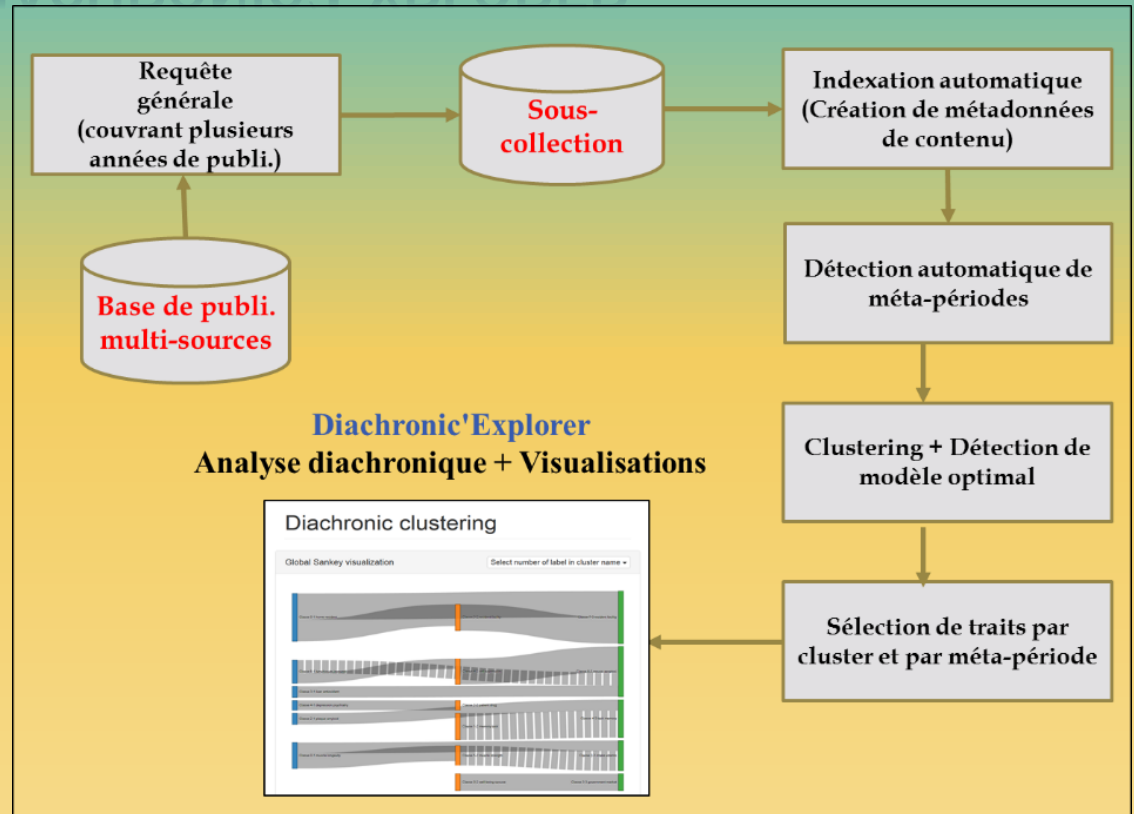 Requête
générale
(couvrant plusieurs
années de publi.)
Sous-
collection
Indexation automatique
(Création de métadonnées
de contenu)
Base de publi.
multi-sources
Détection automatique de
méta-périodes
Clustering + Détection de
modèle optimal
Sélection de traits par
cluster et par méta-période
Diachronic'Explorer
Analyse diachronique + Visualisations
Diachronic clustering
Global Sankey visualization
Select number of label in cluster name